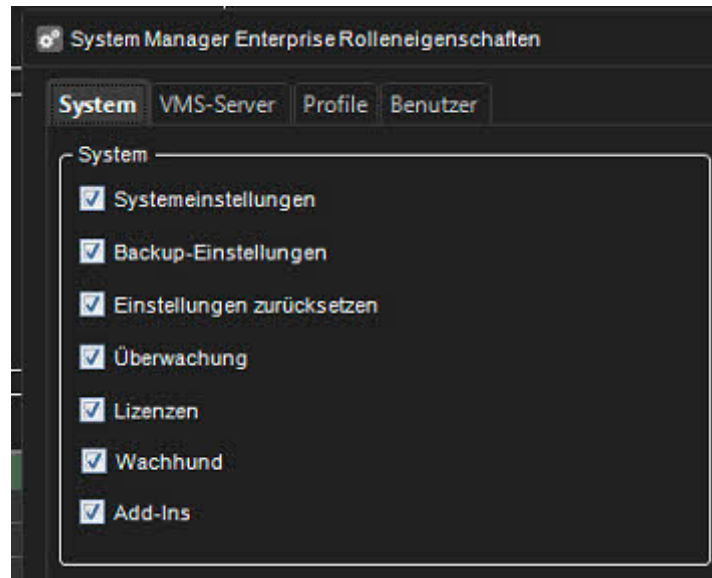 System Manager Enterprise Rolleneigenschaften
System VMS-Server Profile Benutzer
System
Systemeinstellungen
Backup-Einstellungen
Einstellungen zurücksetzen
Überwachung
Lizenzen
Wachhund
Add-Ins